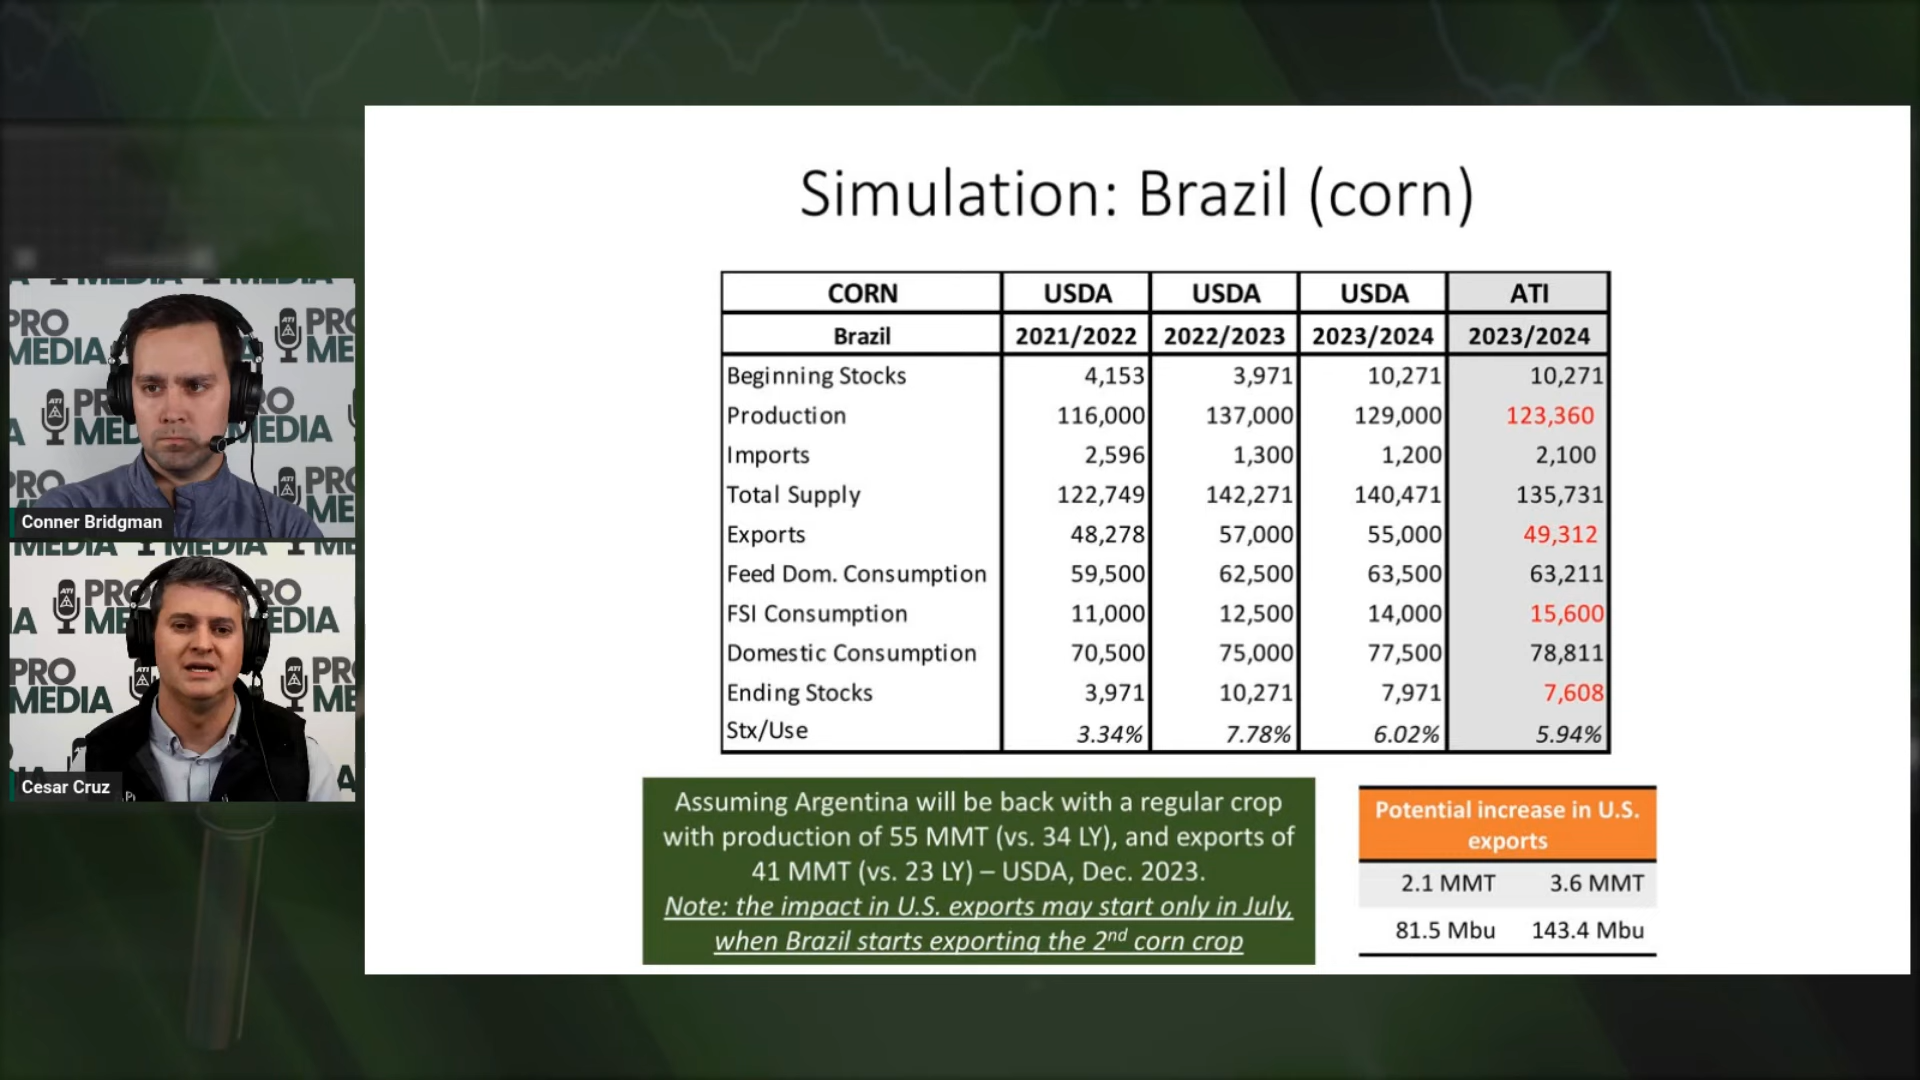 Simulation: Brazil (corn)
CORN USDA USDA USDA ATI
Brazil 2021/2022 2022/2023 2023/2024 2023/2024
Beginning Stocks 4,153 3,971 10,271 10,271
Production 116,000 137,000 129,000 123,360
Imports 2,596 1,300 1,200 2,100
Total Supply 122,749 142,271 140,471 135,731
Exports 48,278 57,000 55,000 49,312
Feed Dom. Consumption 59,500 62,500 63,500 63,211
FSI Consumption 11,000 12,500 14,000 15,600
Domestic Consumption 70,500 75,000 77,500 78,811
Ending Stocks 3,971 10,271 7,971 7,608
Stx/Use 3.34% 7.78% 6.02% 5.94%
Assuming Argentina will be back with a regular crop
with production of 55 MMT (vs. 34 LY), and exports of
41 MMT (vs. 23 LY) – USDA, Dec. 2023.
Note: the impact in U.S. exports may start only in July,
when Brazil starts exporting the 2nd corn crop
Potential increase in U.S.
exports
2.1 MMT 3.6 MMT
81.5 Mbu 143.4 Mbu
PRO
MEDIA
Conner Bridgman
PRO
MEDIA
Cesar Cruz